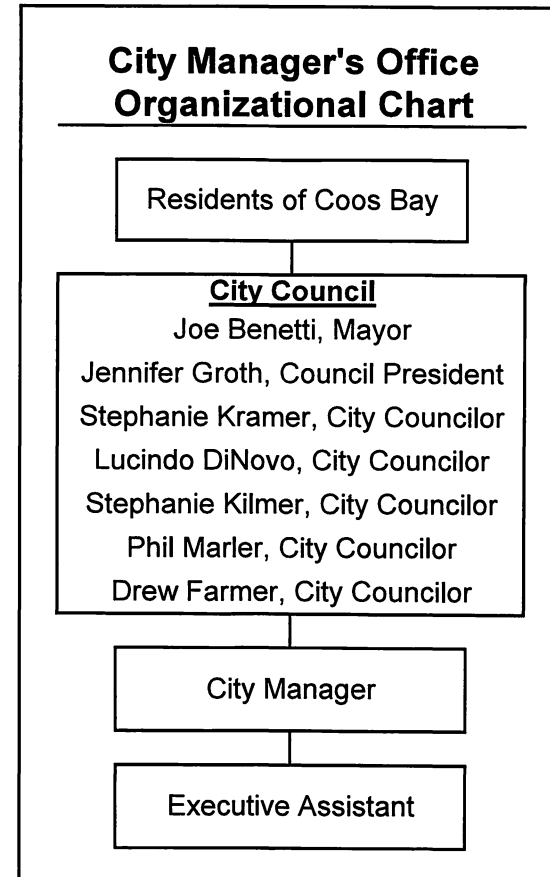 City Manager's Office
Organizational Chart
Residents of Coos Bay
City Council
Joe Benetti, Mayor
Jennifer Groth, Council President
Stephanie Kramer, City Councilor
Lucindo DiNovo, City Councilor
Stephanie Kilmer, City Councilor
Phil Marler, City Councilor
Drew Farmer, City Councilor
City Manager
Executive Assistant